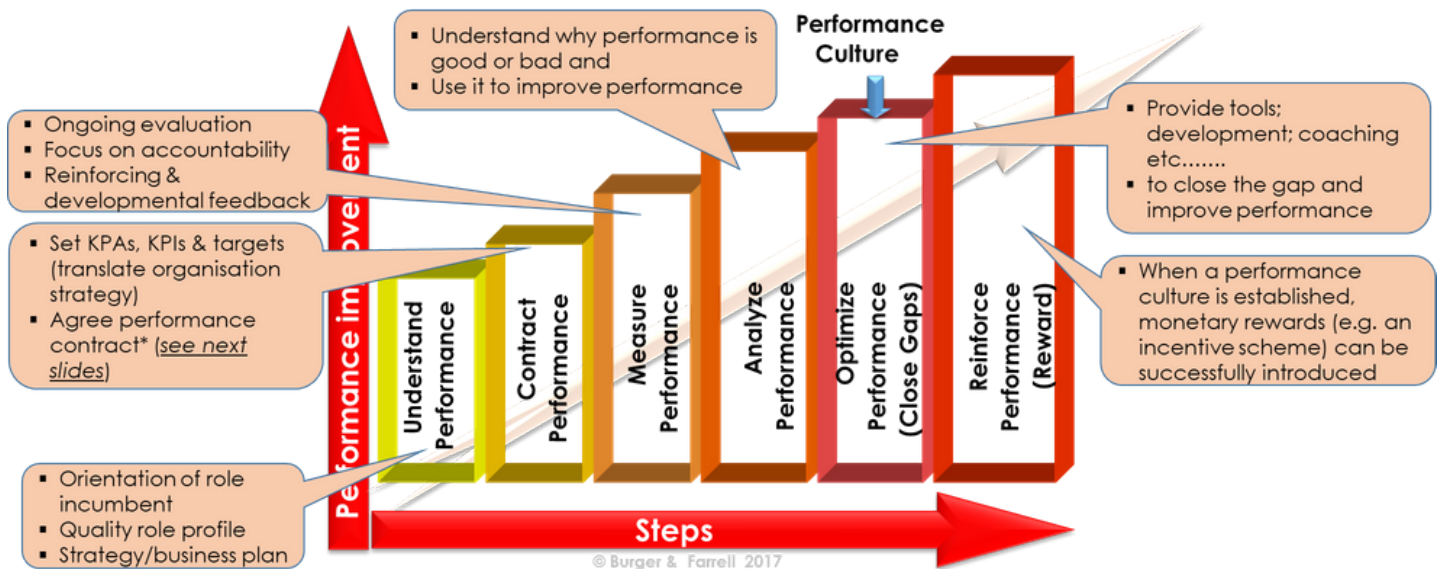 Performance
Culture
▪ Understand why performance is
good or bad and
▪ Use it to improve performance
▪ Ongoing evaluation
▪ Focus on accountability
▪ Reinforcing &
developmental feedback
▪ Set KPAs, KPIs & targets
(translate organisation
strategy)
▪ Agree performance
contract* (see next
slides)
▪ Orientation of role
incumbent
▪ Quality role profile
▪ Strategy/business plan
▪ Provide tools;
development; coaching
etc.......
▪ to close the gap and
improve performance
▪ When a performance
culture is established,
monetary rewards (e.g. an
incentive scheme) can be
successfully introduced
Understand
Performance
Contract
Performance
Measure
Performance
Analyze
Performance
Optimize
Performance
(Close Gaps)
Reinforce
Performance
(Reward)
Steps
© Burger & Farrell 2017